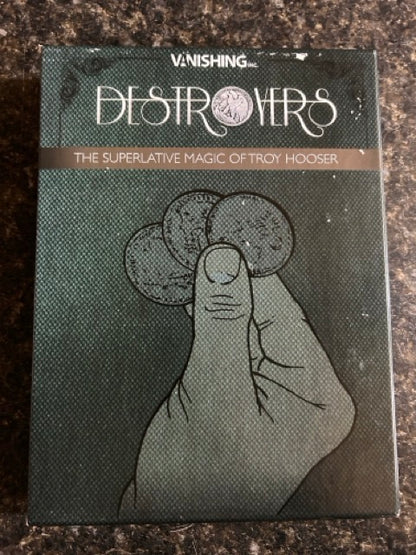 VANISHING INC.
DESTROYERS
THE SUPERLATIVE MAGIC OF TROY HOOSER